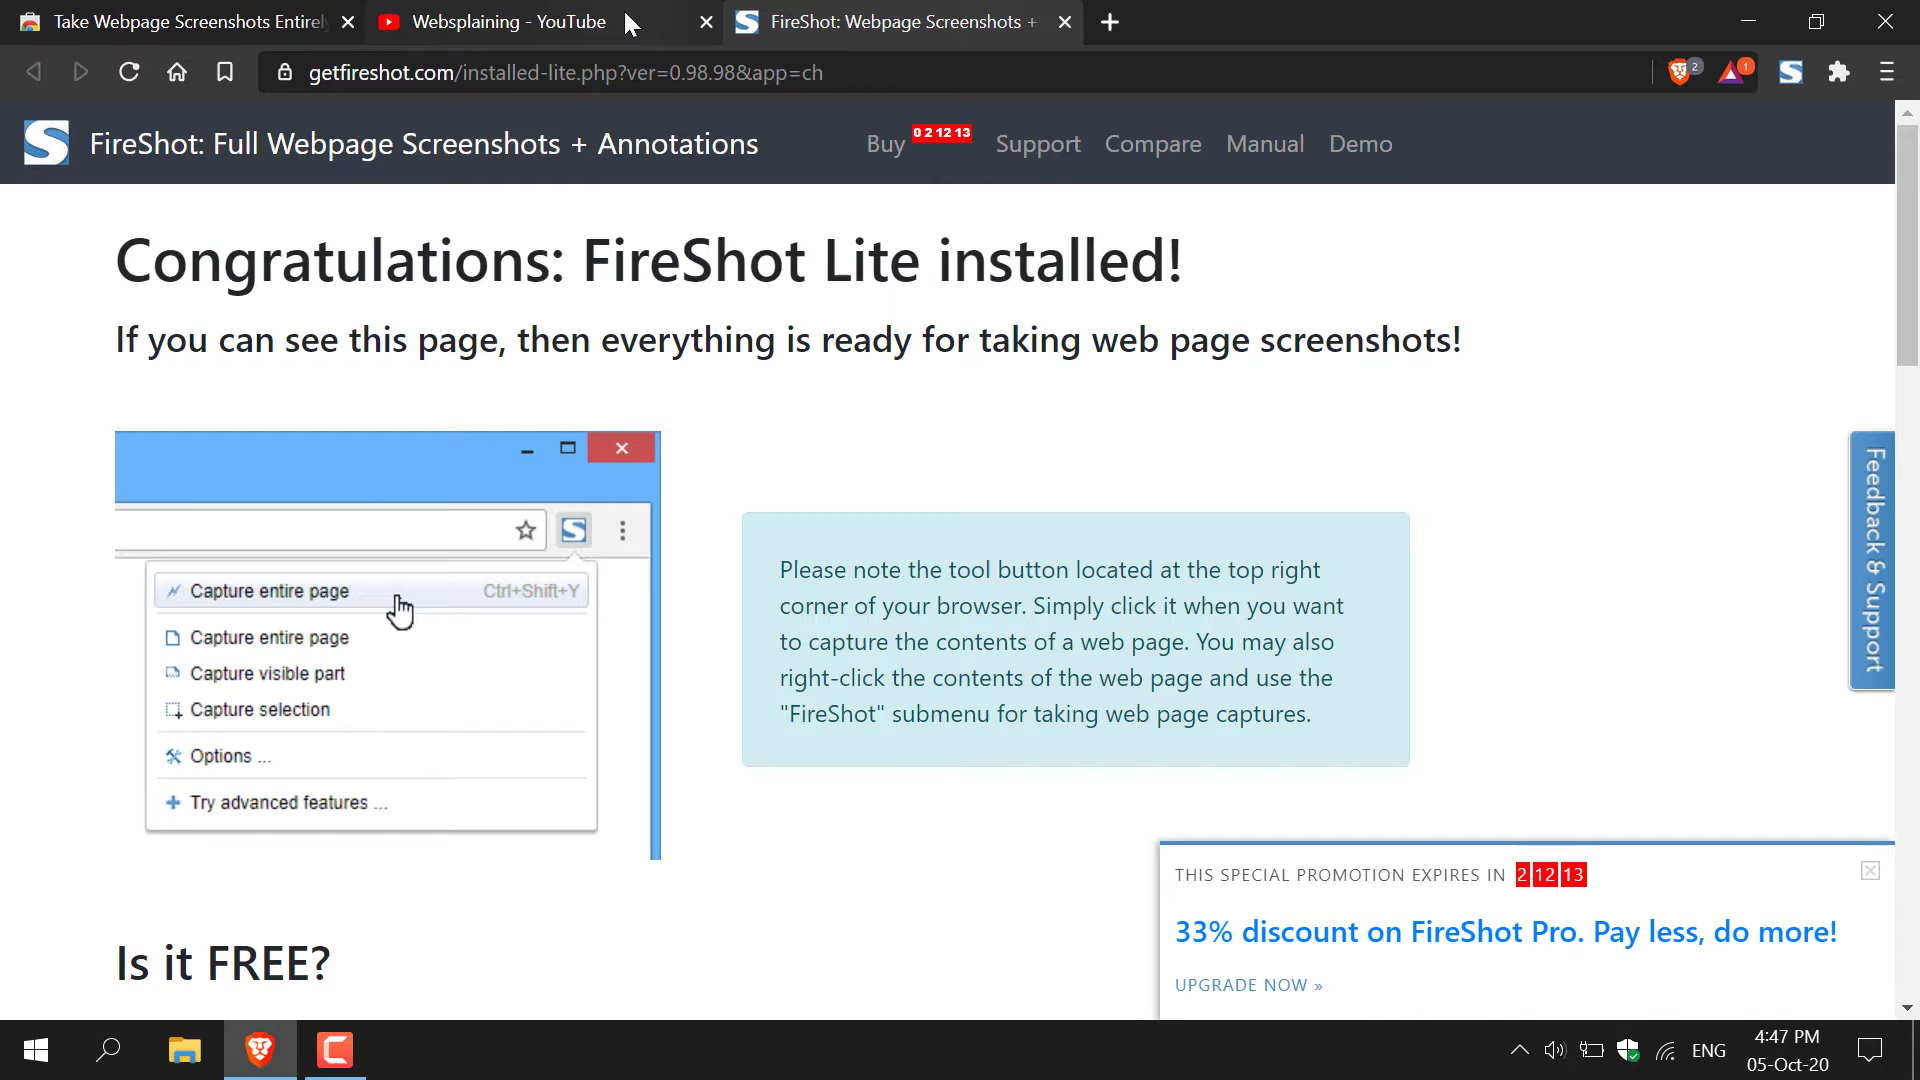 Take Webpage Screenshots Entirely
Websplaining - YouTube
FireShot: Webpage Screenshots +
getfireshot.com/installed-lite.php?ver=0.98.98&app=ch
2
1
FireShot: Full Webpage Screenshots + Annotations
Buy
0 2 12 13
Support
Compare
Manual
Demo
Congratulations: FireShot Lite installed!
If you can see this page, then everything is ready for taking web page screenshots!
Capture entire page Ctrl+Shift+Y
Capture entire page
Capture visible part
Capture selection
Options ...
Try advanced features ...
Please note the tool button located at the top right
corner of your browser. Simply click it when you want
to capture the contents of a web page. You may also
right-click the contents of the web page and use the
"FireShot" submenu for taking web page captures.
Feedback & Support
Is it FREE?
THIS SPECIAL PROMOTION EXPIRES IN 2 12 13
33% discount on FireShot Pro. Pay less, do more!
UPGRADE NOW »
ENG
4:47 PM
05-Oct-20